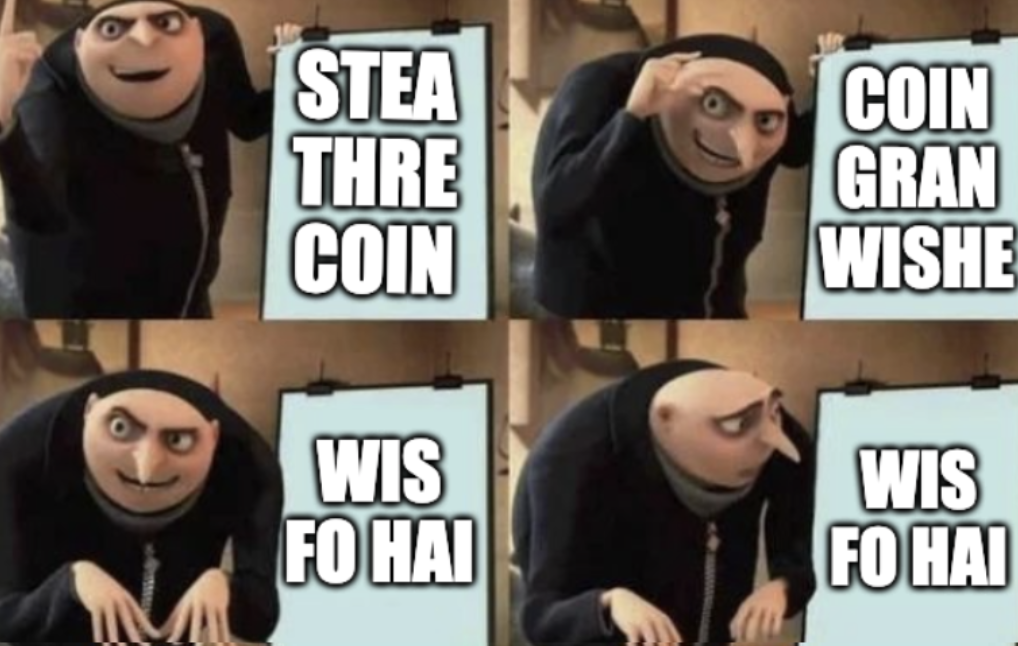 STEA
THRE
COIN
COIN
GRAN
WISHE
WIS
FO HAI
WIS
FO HAI